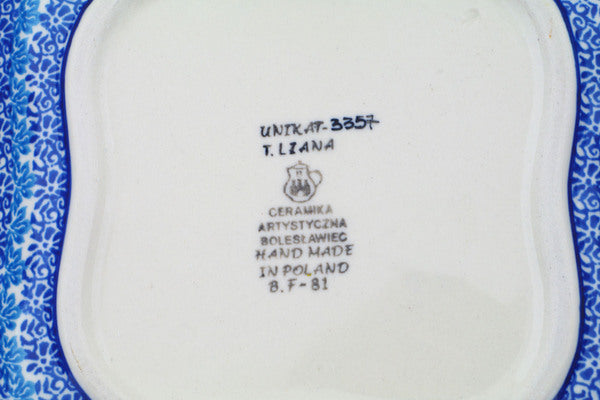 UNIKAT-3357
T. LIANA
CERAMIKA
ARTYSTYCZNA
BOLESŁAWIEC
HAND MADE
IN POLAND
B.F-81